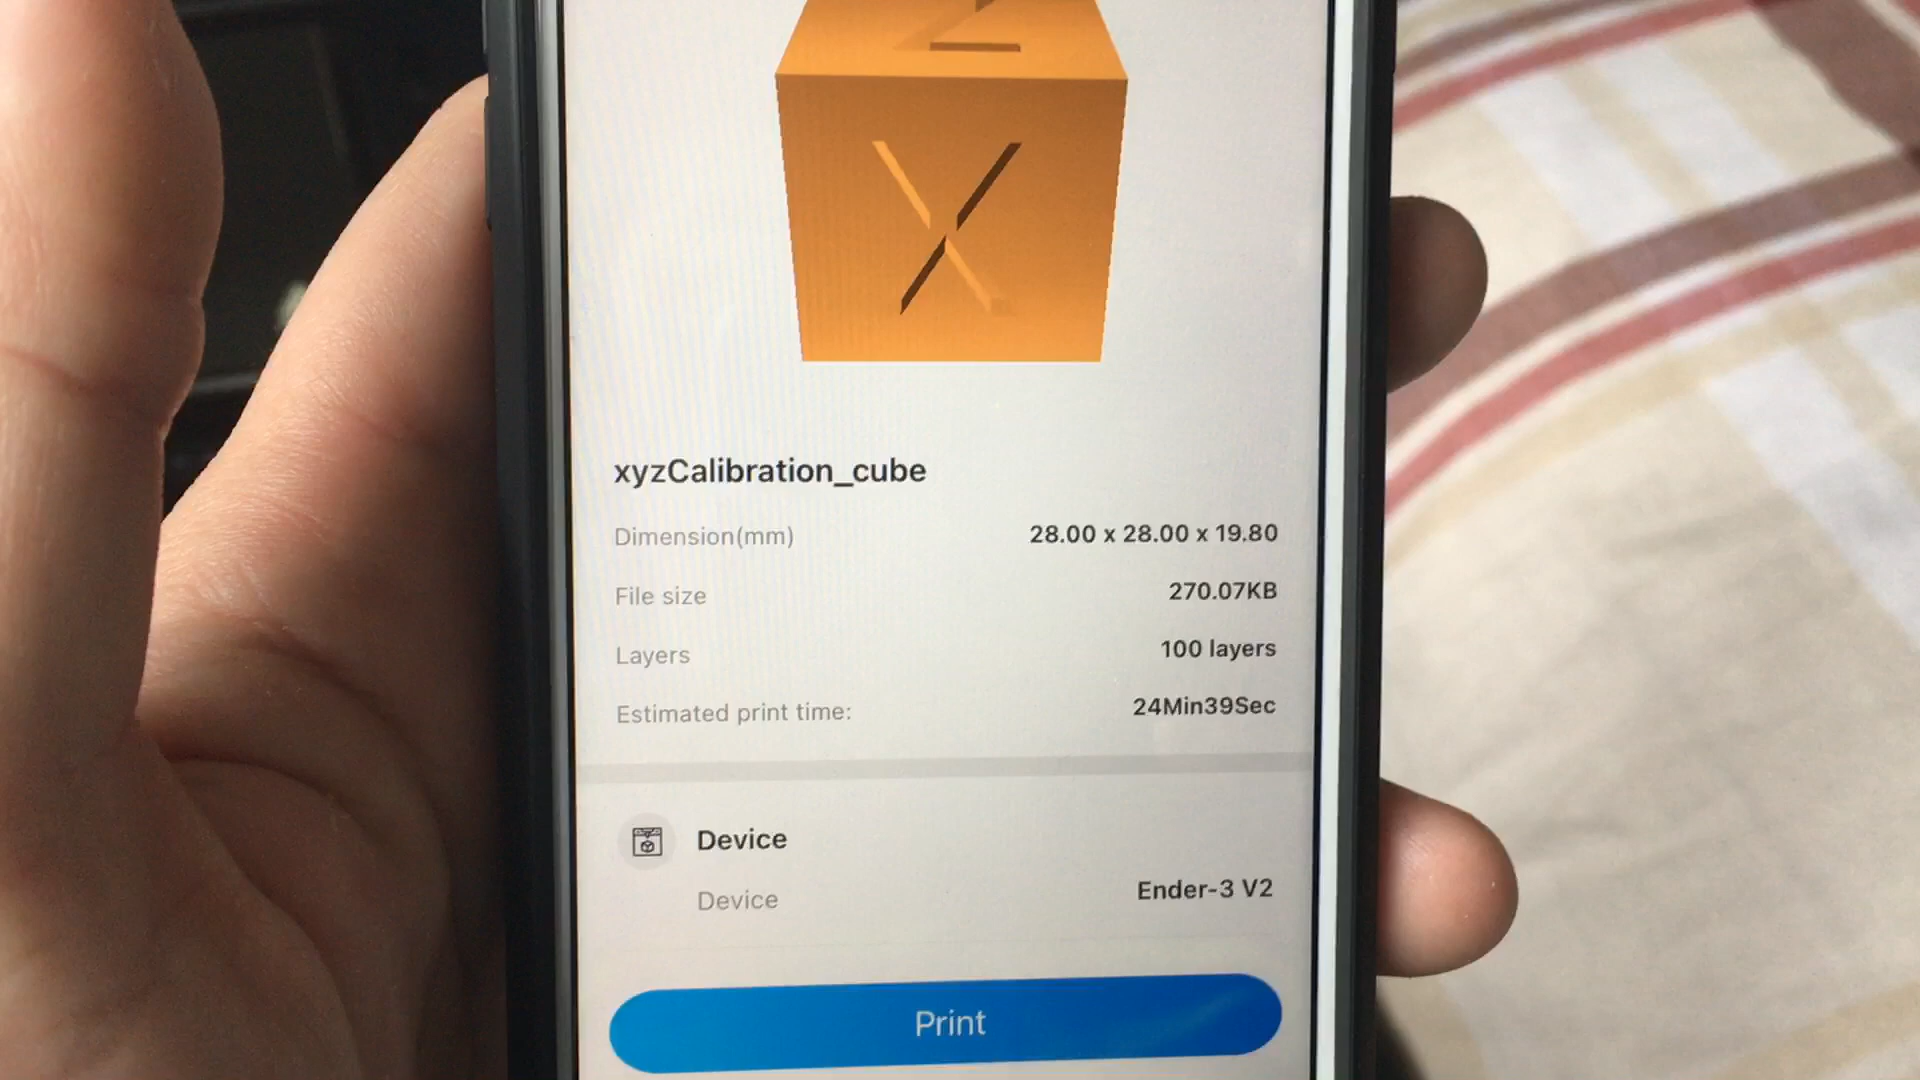 Z
X
xyzCalibration_cube
Dimension(mm) 28.00 x 28.00 x 19.80
File size 270.07KB
Layers 100 layers
Estimated print time: 24Min39Sec
Device
Device Ender-3 V2
Print